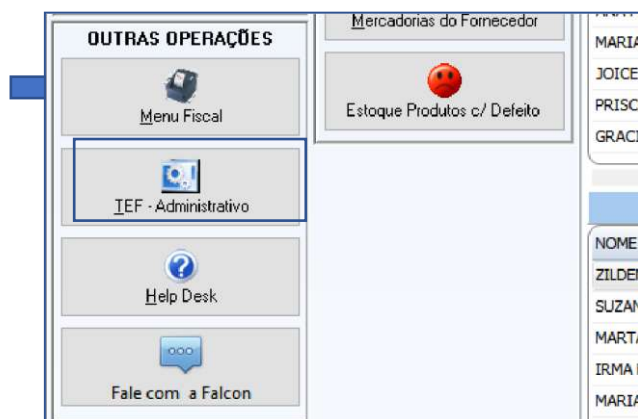 OUTRAS OPERAÇÕES
Menu Fiscal
TEF - Administrativo
Help Desk
Fale com a Falcon
Mercadorias do Fornecedor
Estoque Produtos c/ Defeito
MARIA
JOICE
PRISC
GRACI
NOME
ZILDE
SUZAN
MARTA
IRMA
MARIA